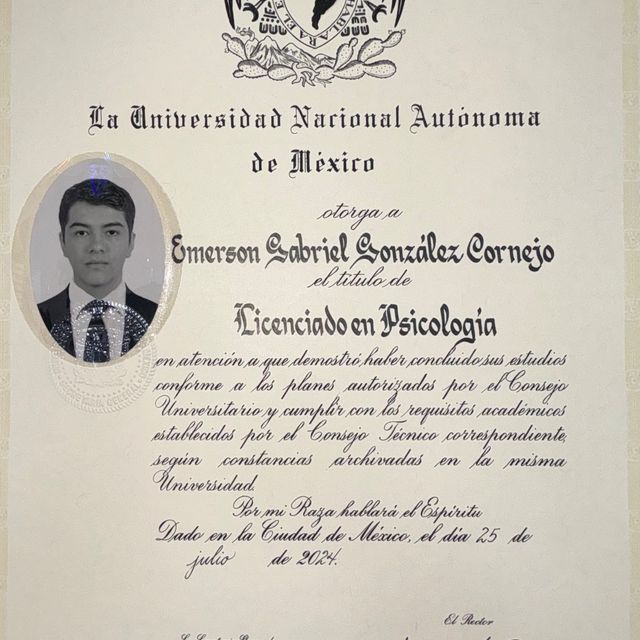 HABLARA EL E
La Universidad Nacional Autónoma
de México
otorga a
Emerson Gabriel González Cornejo
el título de
Licenciado en Psicología
en atención a que demostró haber concluido sus estudios
conforme a los planes autorizados por el Consejo
Universitario y cumplir con los requisitos académicos
establecidos por el Consejo Técnico correspondiente,
según constancias archivadas en la misma
Universidad.
Por mi Raza hablará el Espíritu
Dado en la Ciudad de México, el día 25 de
julio de 2024.
El Rector